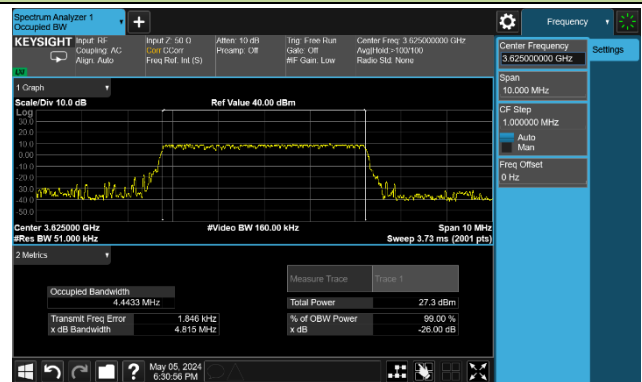 Spectrum Analyzer 1
Occupied BW
Frequency
KEYSIGHT
Input: RF
Coupling: AC
Align: Auto
Input Z: 50 Ω
Corr CCorr
Freq Ref: Int (S)
Atten: 10 dB
Preamp: Off
Trig: Free Run
Gate: Off
#IF Gain: Low
Center Freq: 3.625000000 GHz
Avg|Hold:>100/100
Radio Std: None
Center Frequency
3.625000000 GHz
Settings
Span
10.000 MHz
CF Step
1.000000 MHz
Auto
Man
Freq Offset
0 Hz
1 Graph
Scale/Div 10.0 dB
Ref Value 40.00 dBm
Log
30.0
20.0
10.0
0.00
-10.0
-20.0
-30.0
-40.0
-50.0
Center 3.625000 GHz
#Video BW 160.00 kHz
Span 10 MHz
#Res BW 51.000 kHz
Sweep 3.73 ms (2001 pts)
2 Metrics
Measure Trace
Trace 1
Occupied Bandwidth
4.4433 MHz
Total Power
27.3 dBm
Transmit Freq Error
1.846 kHz
% of OBW Power
99.00 %
x dB Bandwidth
4.815 MHz
x dB
-26.00 dB
May 05, 2024
6:30:56 PM